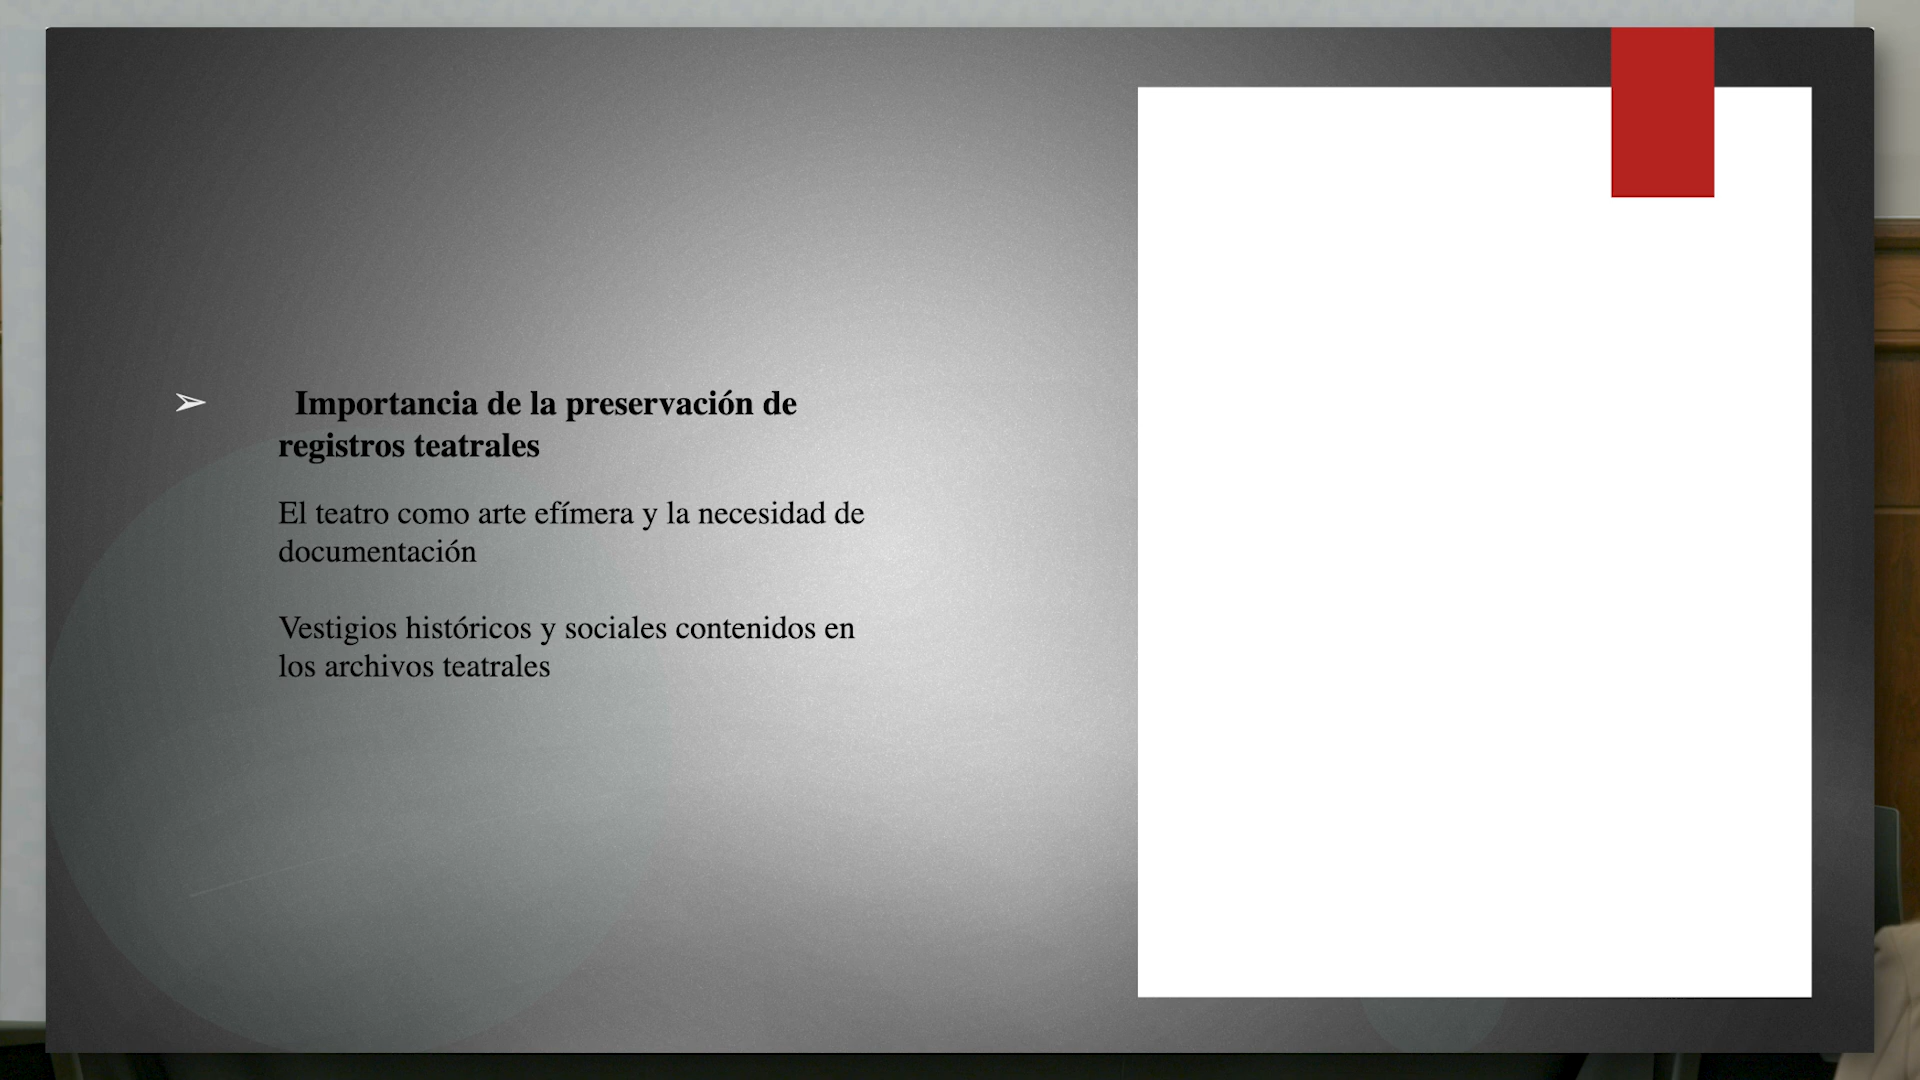 ➢ Importancia de la preservación de
registros teatrales
El teatro como arte efímera y la necesidad de
documentación
Vestigios históricos y sociales contenidos en
los archivos teatrales